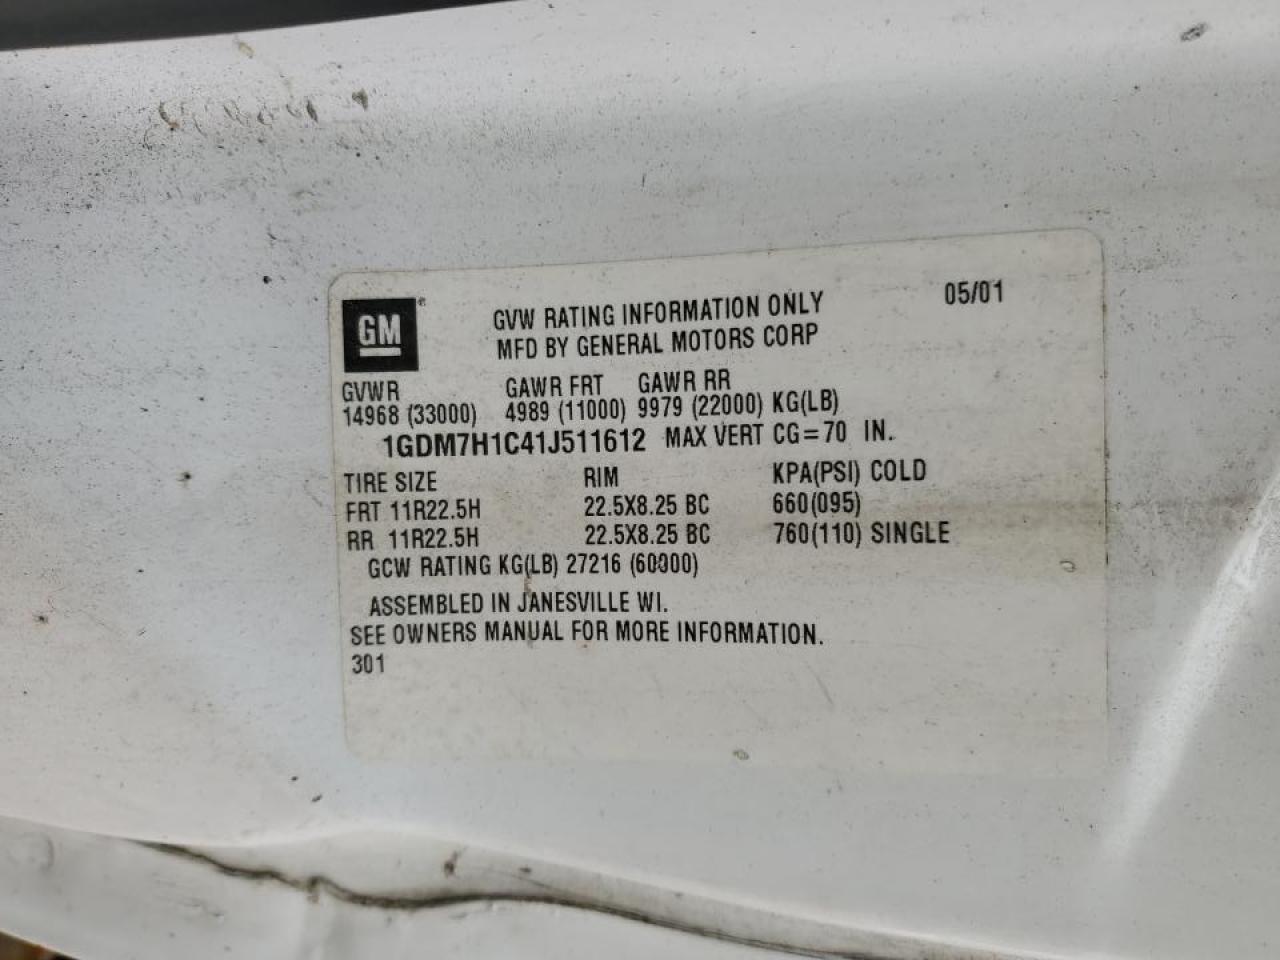 GM®
GVW RATING INFORMATION ONLY 05/01
MFD BY GENERAL MOTORS CORP
GVWR GAWR FRT GAWR RR
14968 (33000) 4989 (11000) 9979 (22000) KG(LB)
1GDM7H1C41J511612 MAX VERT CG=70 IN.
TIRE SIZE RIM KPA(PSI) COLD
FRT 11R22.5H 22.5X8.25 BC 660(095)
RR 11R22.5H 22.5X8.25 BC 760(110) SINGLE
GCW RATING KG(LB) 27216 (60000)
ASSEMBLED IN JANESVILLE WI.
SEE OWNERS MANUAL FOR MORE INFORMATION.
301